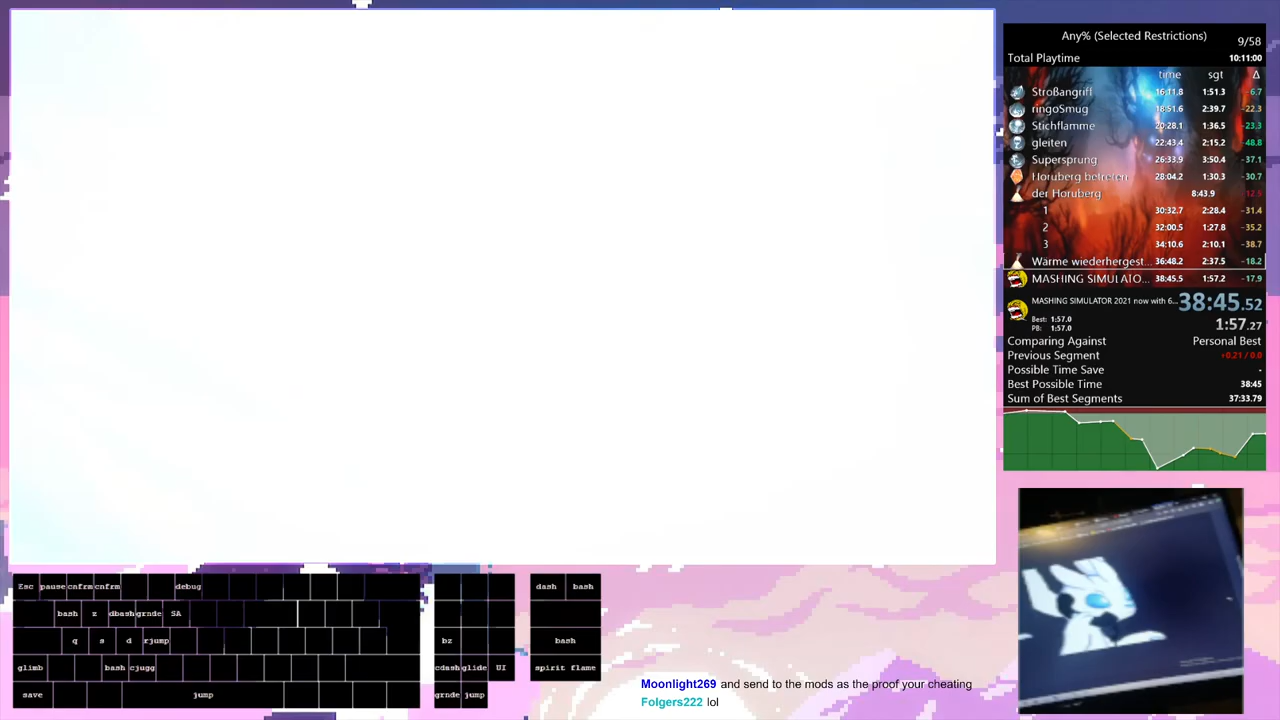 Any% (Selected Restrictions)
9/58
Total Playtime 10:11:00
time sgt Δ
Stroßangriff 16:11.8 1:51.3 -6.7
ringoSmug 18:51.6 2:39.7 -22.3
Stichflamme 20:28.1 1:36.5 -23.3
gleiten 22:43.4 2:15.2 -48.8
Supersprung 26:33.9 3:50.4 -37.1
Horuberg betreten 28:04.2 1:30.3 -30.7
der Horuberg 8:43.9
1 30:32.7 2:28.4 -31.4
2 32:00.5 1:27.8 -35.2
3 34:10.6 2:10.1 -38.7
Wärme wiederhergest... 36:48.2 2:37.5 -18.2
MASHING SIMULATO... 38:45.5 1:57.2 -17.9
MASHING SIMULATOR 2021 now with 6... 38:45.52
Best: 1:57.0
PB: 1:57.0
1:57.27
Comparing Against Personal Best
Previous Segment +0.21 / 0.0
Possible Time Save -
Best Possible Time 38:45
Sum of Best Segments 37:33.79
Esc pause cnfrm cnfrm debug dash bash
bash z dbash grnde SA
q s d rjump bz bash
glimb bash cjugg cdash glide UI spirit flame
save jump grnde jump
Moonlight269 and send to the mods as the proof your cheating
Folgers222 lol